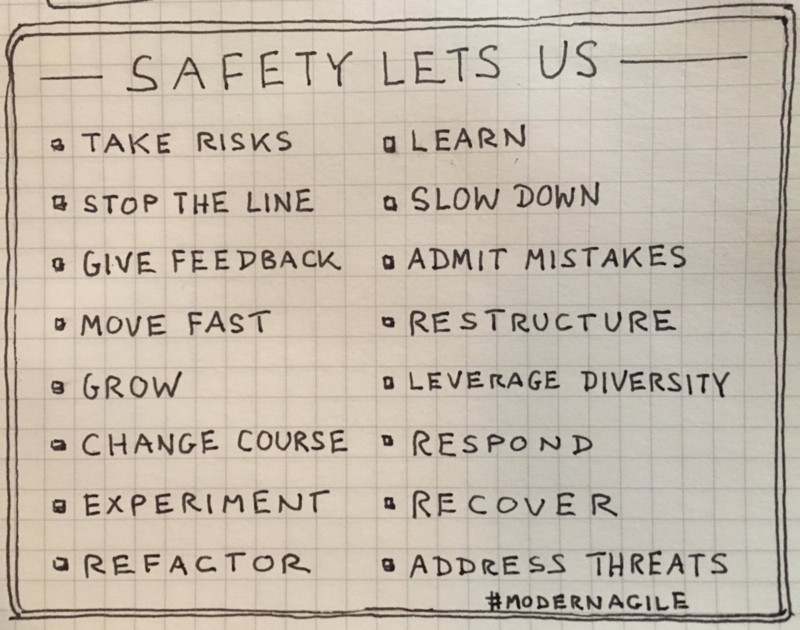 SAFETY LETS US
TAKE RISKS
STOP THE LINE
GIVE FEEDBACK
MOVE FAST
GROW
CHANGE COURSE
EXPERIMENT
REFACTOR
LEARN
SLOW DOWN
ADMIT MISTAKES
RESTRUCTURE
LEVERAGE DIVERSITY
RESPOND
RECOVER
ADDRESS THREATS
#MODERNAGILE